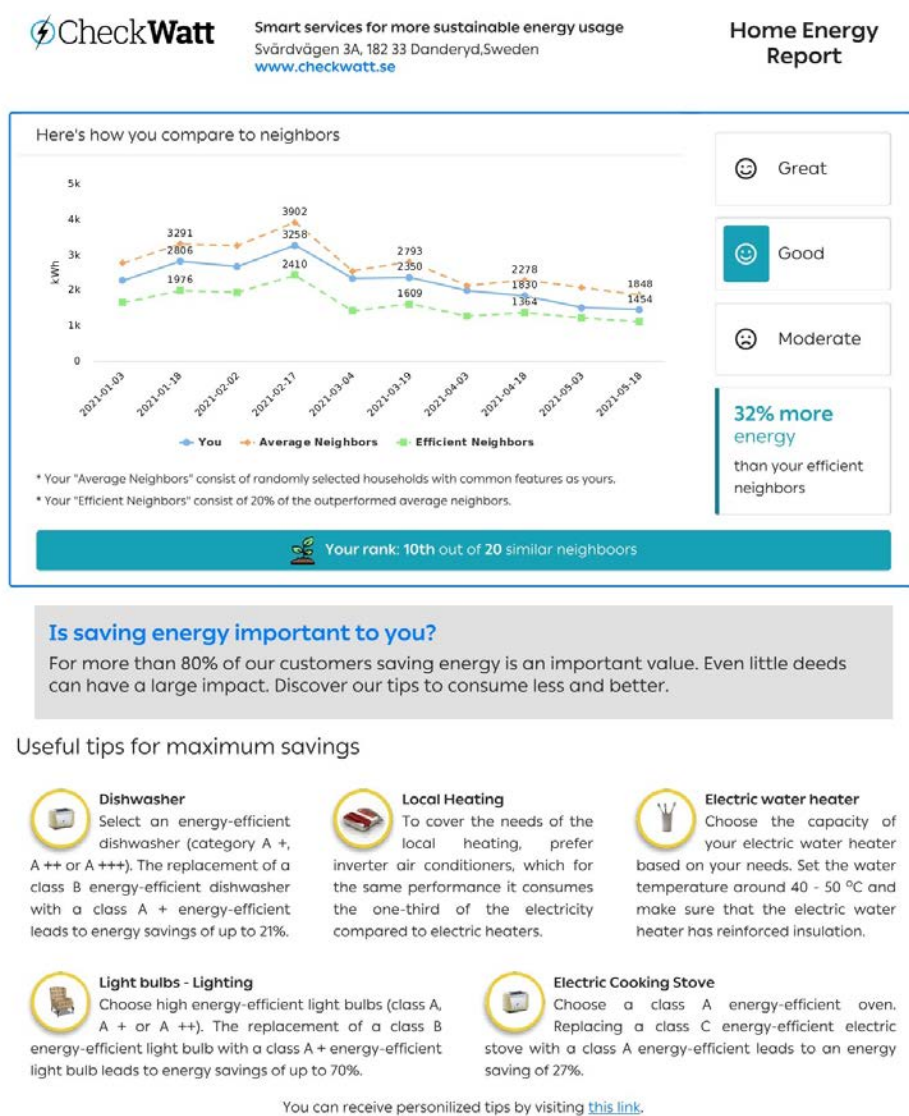 CheckWatt
Smart services for more sustainable energy usage
Svärdvägen 3A, 182 33 Danderyd,Sweden
www.checkwatt.se
Home Energy
Report
Here's how you compare to neighbors
5k
4k
3k
2k
1k
0
kWh
3291
2806
1976
3902
3258
2410
2793
2350
1609
2278
1830
1364
1848
1454
2021-01-03
2021-01-18
2021-02-02
2021-02-17
2021-03-04
2021-03-19
2021-04-03
2021-04-18
2021-05-03
2021-05-18
You
Average Neighbors
Efficient Neighbors
* Your "Average Neighbors" consist of randomly selected households with common features as yours.
* Your "Efficient Neighbors" consist of 20% of the outperformed average neighbors.
Great
Good
Moderate
32% more
energy
than your efficient
neighbors
Your rank: 10th out of 20 similar neighboors
Is saving energy important to you?
For more than 80% of our customers saving energy is an important value. Even little deeds
can have a large impact. Discover our tips to consume less and better.
Useful tips for maximum savings
Dishwasher
Select an energy-efficient
dishwasher (category A +,
A ++ or A +++). The replacement of a
class B energy-efficient dishwasher
with a class A + energy-efficient
leads to energy savings of up to 21%.
Local Heating
To cover the needs of the
local heating, prefer
inverter air conditioners, which for
the same performance it consumes
the one-third of the electricity
compared to electric heaters.
Electric water heater
Choose the capacity of
your electric water heater
based on your needs. Set the water
temperature around 40 - 50 °C and
make sure that the electric water
heater has reinforced insulation.
Light bulbs - Lighting
Choose high energy-efficient light bulbs (class A,
A + or A ++). The replacement of a class B
energy-efficient light bulb with a class A + energy-efficient
light bulb leads to energy savings of up to 70%.
Electric Cooking Stove
Choose a class A energy-efficient oven.
Replacing a class C energy-efficient electric
stove with a class A energy-efficient leads to an energy
saving of 27%.
You can receive personilized tips by visiting this link.